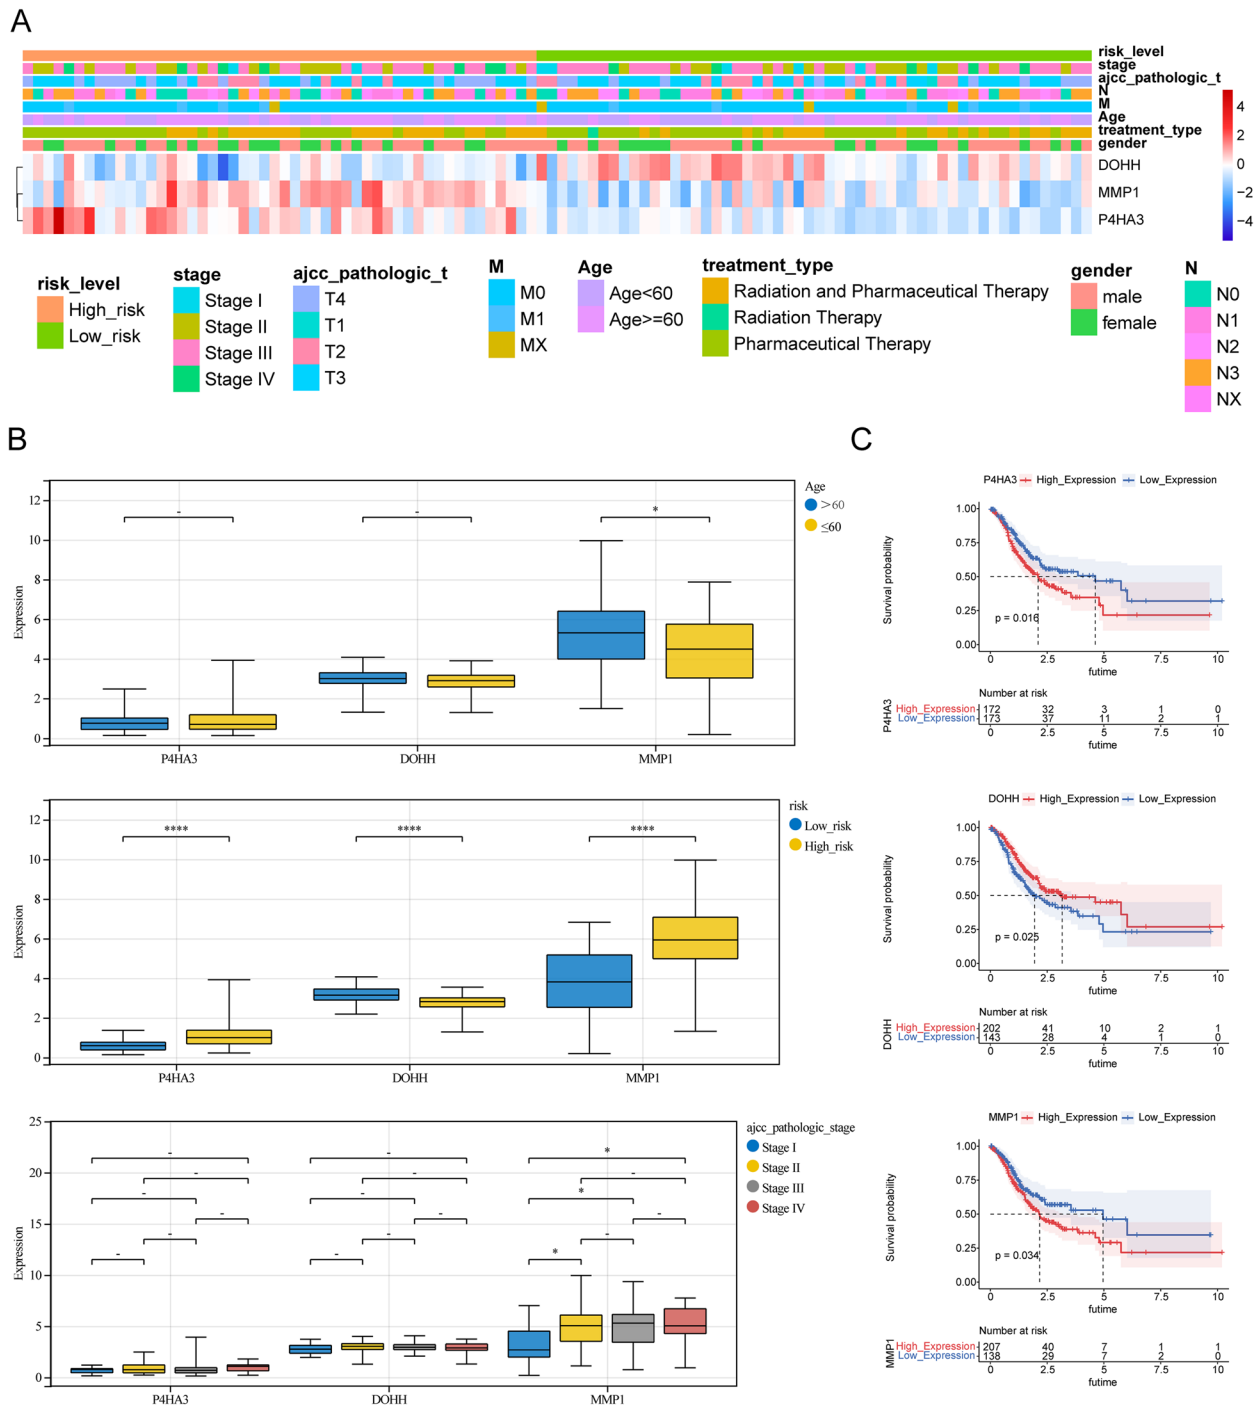 A
risk_level
stage
ajcc_pathologic_t
N
M
Age
treatment_type
gender
DOHH
MMP1
P4HA3
4
2
0
−2
−4
risk_level
High_risk
Low_risk
stage
Stage I
Stage II
Stage III
Stage IV
ajcc_pathologic_t
T4
T1
T2
T3
M
M0
M1
MX
Age
Age<60
Age>=60
treatment_type
Radiation and Pharmaceutical Therapy
Radiation Therapy
Pharmaceutical Therapy
gender
male
female
N
N0
N1
N2
N3
NX
B
Expression
12
10
8
6
4
2
0
- - *
P4HA3 DOHH MMP1
Age
>60
≤60
Expression
12
10
8
6
4
2
0
**** **** ****
P4HA3 DOHH MMP1
risk
Low_risk
High_risk
Expression
25
20
15
10
5
0
- - *
- - -
- - *
- - -
- - -
- - *
P4HA3 DOHH MMP1
ajcc_pathologic_stage
Stage I
Stage II
Stage III
Stage IV
C
P4HA3 High_Expression Low_Expression
Survival probability
1.00
0.75
0.50
0.25
0.00
p = 0.016
0 2.5 5 7.5 10
futime
Number at risk
P4HA3
High_Expression 172 32 3 1 0
Low_Expression 173 37 11 2 1
0 2.5 5 7.5 10
futime
DOHH High_Expression Low_Expression
Survival probability
1.00
0.75
0.50
0.25
0.00
p = 0.025
0 2.5 5 7.5 10
futime
Number at risk
DOHH
High_Expression 202 41 10 2 1
Low_Expression 143 28 4 1 0
0 2.5 5 7.5 10
futime
MMP1 High_Expression Low_Expression
Survival probability
1.00
0.75
0.50
0.25
0.00
p = 0.034
0 2.5 5 7.5 10
futime
Number at risk
MMP1
High_Expression 207 40 7 1 1
Low_Expression 138 29 7 2 0
0 2.5 5 7.5 10
futime